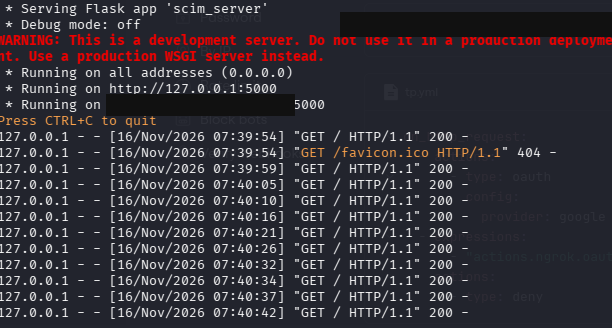 * Serving Flask app 'scim_server'
* Debug mode: off
WARNING: This is a development server. Do not use it in a production deployme
nt. Use a production WSGI server instead.
* Running on all addresses (0.0.0.0)
* Running on http://127.0.0.1:5000
* Running on 5000
Press CTRL+C to quit
127.0.0.1 - - [16/Nov/2026 07:39:54] "GET / HTTP/1.1" 200 -
127.0.0.1 - - [16/Nov/2026 07:39:54] "GET /favicon.ico HTTP/1.1" 404 -
127.0.0.1 - - [16/Nov/2026 07:39:59] "GET / HTTP/1.1" 200 -
127.0.0.1 - - [16/Nov/2026 07:40:05] "GET / HTTP/1.1" 200 -
127.0.0.1 - - [16/Nov/2026 07:40:10] "GET / HTTP/1.1" 200 -
127.0.0.1 - - [16/Nov/2026 07:40:16] "GET / HTTP/1.1" 200 -
127.0.0.1 - - [16/Nov/2026 07:40:21] "GET / HTTP/1.1" 200 -
127.0.0.1 - - [16/Nov/2026 07:40:26] "GET / HTTP/1.1" 200 -
127.0.0.1 - - [16/Nov/2026 07:40:32] "GET / HTTP/1.1" 200 -
127.0.0.1 - - [16/Nov/2026 07:40:34] "GET / HTTP/1.1" 200 -
127.0.0.1 - - [16/Nov/2026 07:40:37] "GET / HTTP/1.1" 200 -
127.0.0.1 - - [16/Nov/2026 07:40:42] "GET / HTTP/1.1" 200 -
to.yml
Block bots
type: oauth
config:
provider: google
type: deny